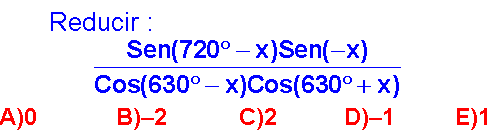 Reducir :
Sen(720° – x)Sen(–x)
Cos(630° – x)Cos(630° + x)
A)0 B)–2 C)2 D)–1 E)1